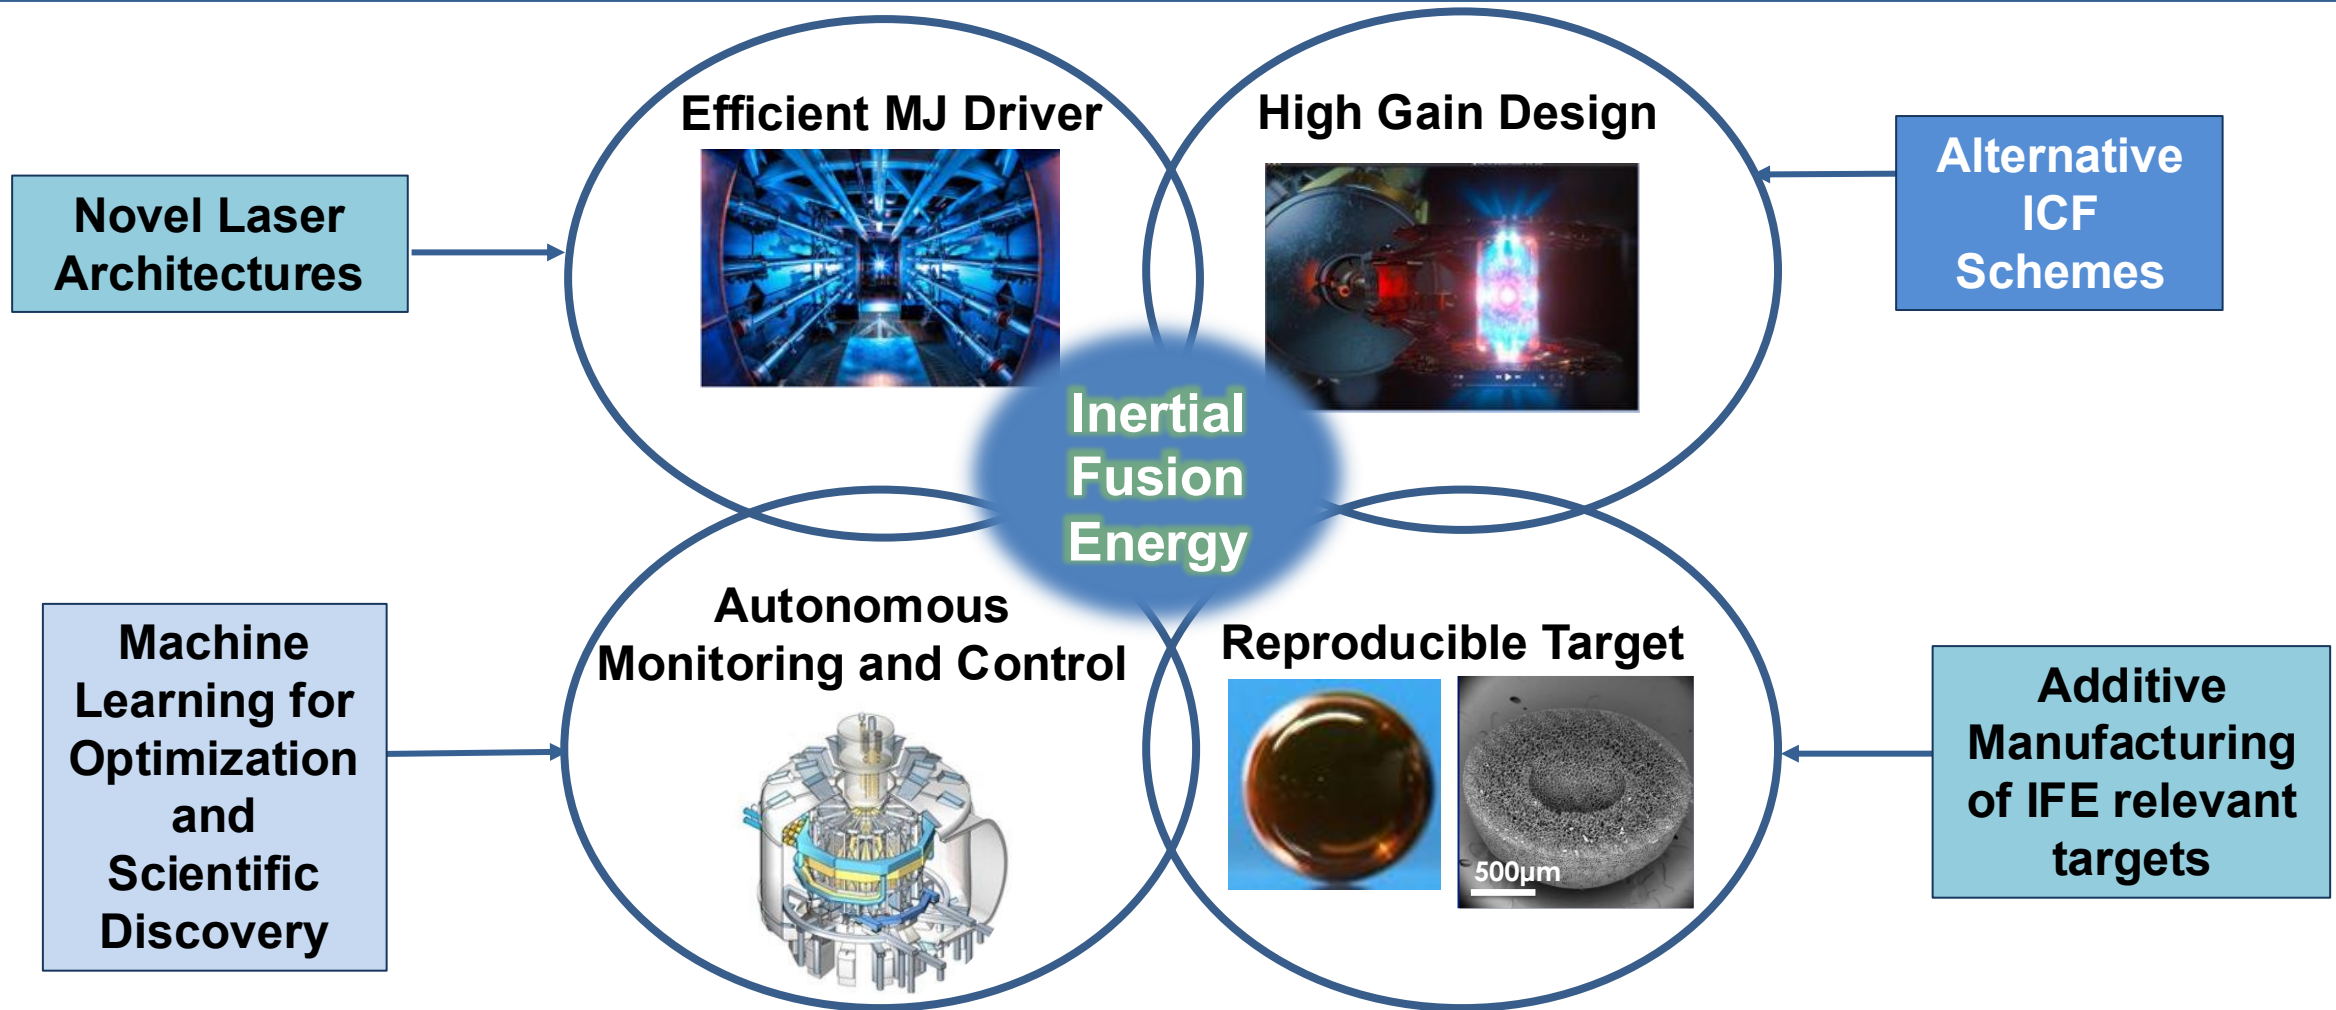 Efficient MJ Driver
High Gain Design
Novel Laser
Architectures
Alternative
ICF
Schemes
Inertial
Fusion
Energy
Autonomous
Monitoring and Control
Reproducible Target
500µm
Machine
Learning for
Optimization
and
Scientific
Discovery
Additive
Manufacturing
of IFE relevant
targets